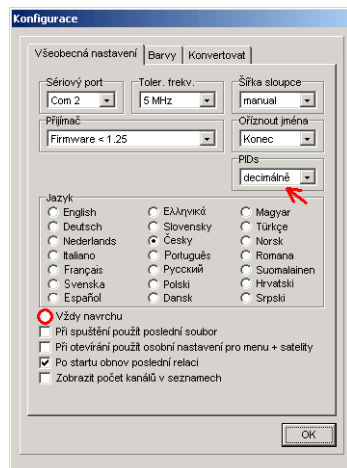 Konfigurace
Všeobecná nastavení Barvy Konvertovat
Sériový port Toler. frekv. Šířka sloupce
Com 2 5 MHz manual
Přijímač Oříznout jména
Firmware < 1.25 Konec
PIDs
decimálně
Jazyk
English Ελληνικά Magyar
Deutsch Slovensky Türkçe
Nederlands Česky Norsk
Italiano Português Romana
Français Русский Suomalainen
Svenska Polski Hrvatski
Español Dansk Srpski
Vždy navrchu
Při spuštění použít poslední soubor
Při otevírání použít osobní nastavení pro menu + satelity
Po startu obnov poslední relaci
Zobrazit počet kanálů v seznamech
OK